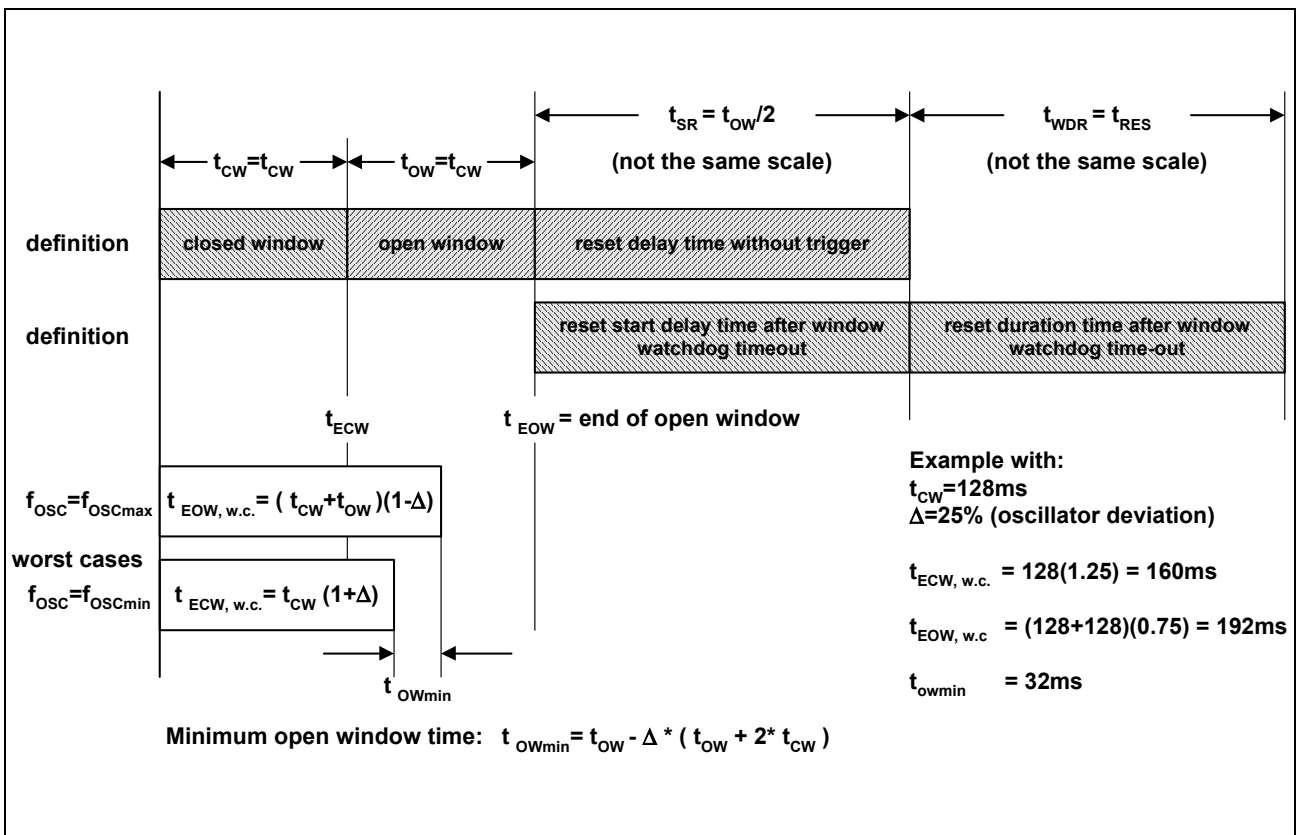 t_SR = t_OW/2
t_WDR = t_RES
t_CW=t_CW
t_OW=t_CW
(not the same scale)
(not the same scale)
definition
closed window
open window
reset delay time without trigger
definition
reset start delay time after window
watchdog timeout
reset duration time after window
watchdog time-out
t_ECW
t_EOW = end of open window
f_OSC=f_OSCmax
t_EOW, w.c. = ( t_CW+t_OW )(1-Δ)
worst cases
f_OSC=f_OSCmin
t_ECW, w.c. = t_CW (1+Δ)
t_OWmin
Minimum open window time: t_OWmin = t_OW - Δ * ( t_OW + 2* t_CW )
Example with:
t_CW=128ms
Δ=25% (oscillator deviation)
t_ECW, w.c. = 128(1.25) = 160ms
t_EOW, w.c = (128+128)(0.75) = 192ms
t_owmin = 32ms